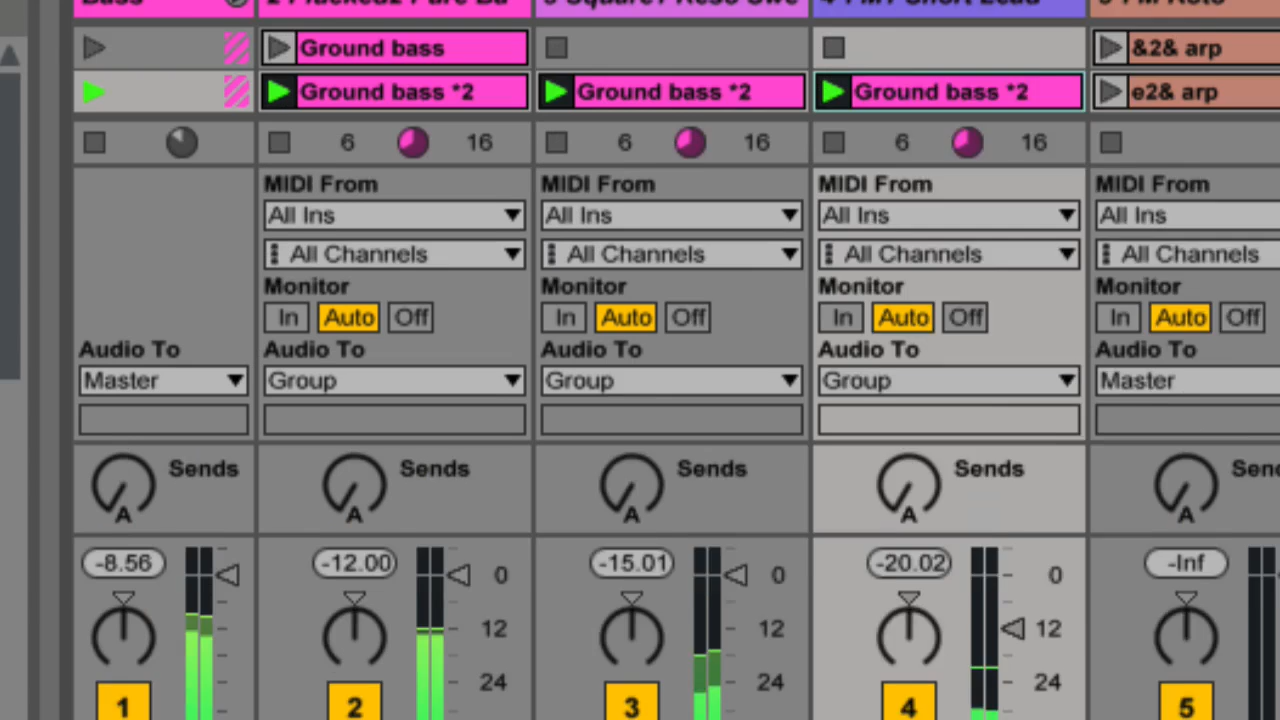 Bass
Ground bass &2& arp
Ground bass *2 Ground bass *2 Ground bass *2 e2& arp
6 16 6 16 6 16
MIDI From MIDI From MIDI From MIDI From
All Ins All Ins All Ins All Ins
All Channels All Channels All Channels All Channels
Monitor Monitor Monitor Monitor
In Auto Off In Auto Off In Auto Off In Auto Off
Audio To Audio To Audio To Audio To Audio To
Master Group Group Group Master
Sends Sends Sends Sends Send
A A A A A
-8.56 -12.00 -15.01 -20.02 -Inf
0 0 0
12 12 12
24 24 24
1 2 3 4 5